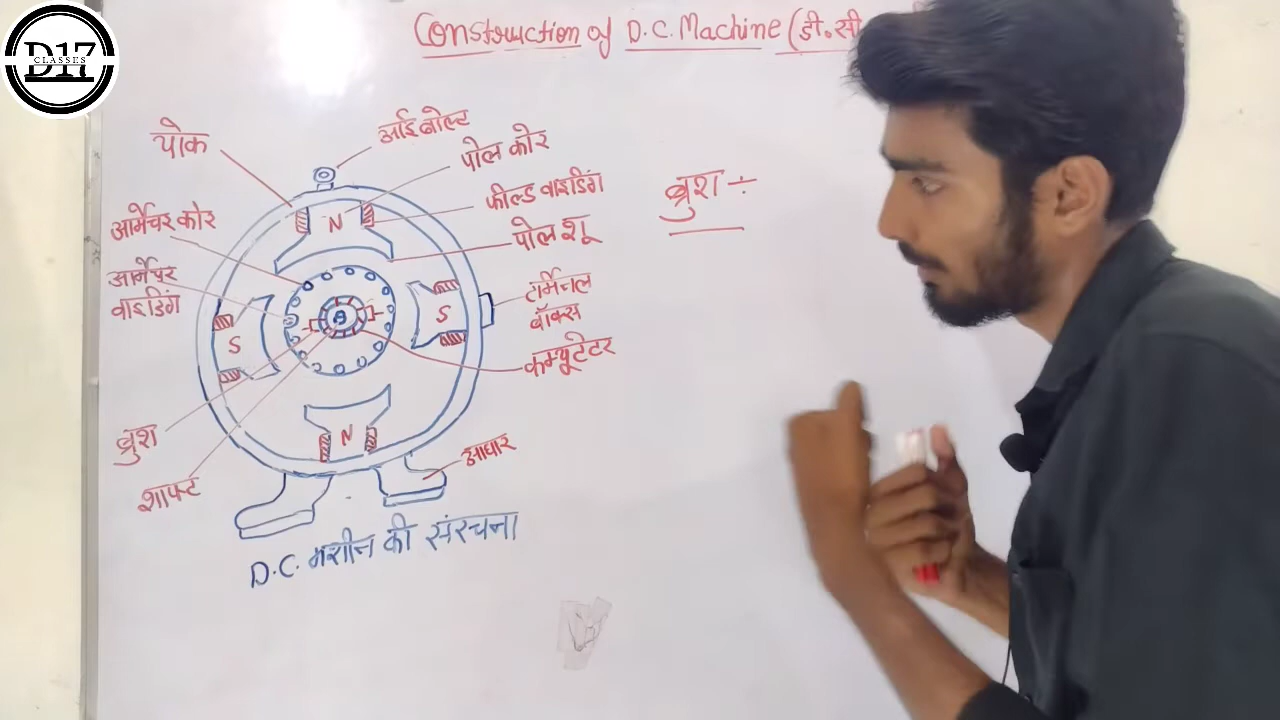 D17
CLASSES
Construction of D.C. Machine (डी॰सी
योक
आई बोल्ट
पोल कोर
फील्ड वाइडिंग
पोल शू
आर्मेचर कोर
आर्मेचर
वाइडिंग
टर्मिनल
बॉक्स
कम्यूटेटर
N
S
S
N
ब्रुश
शाफ्ट
आधार
D.C. मशीन की संरचना
ब्रुश ÷